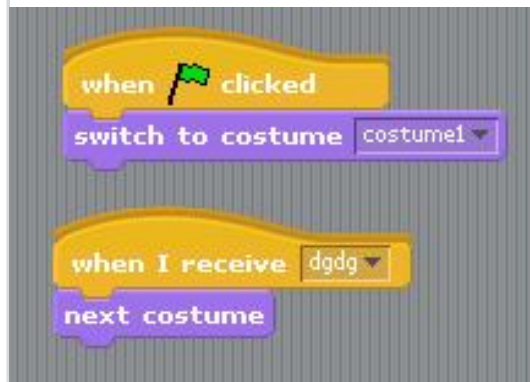 when clicked
switch to costume costume1
when I receive dgdg
next costume